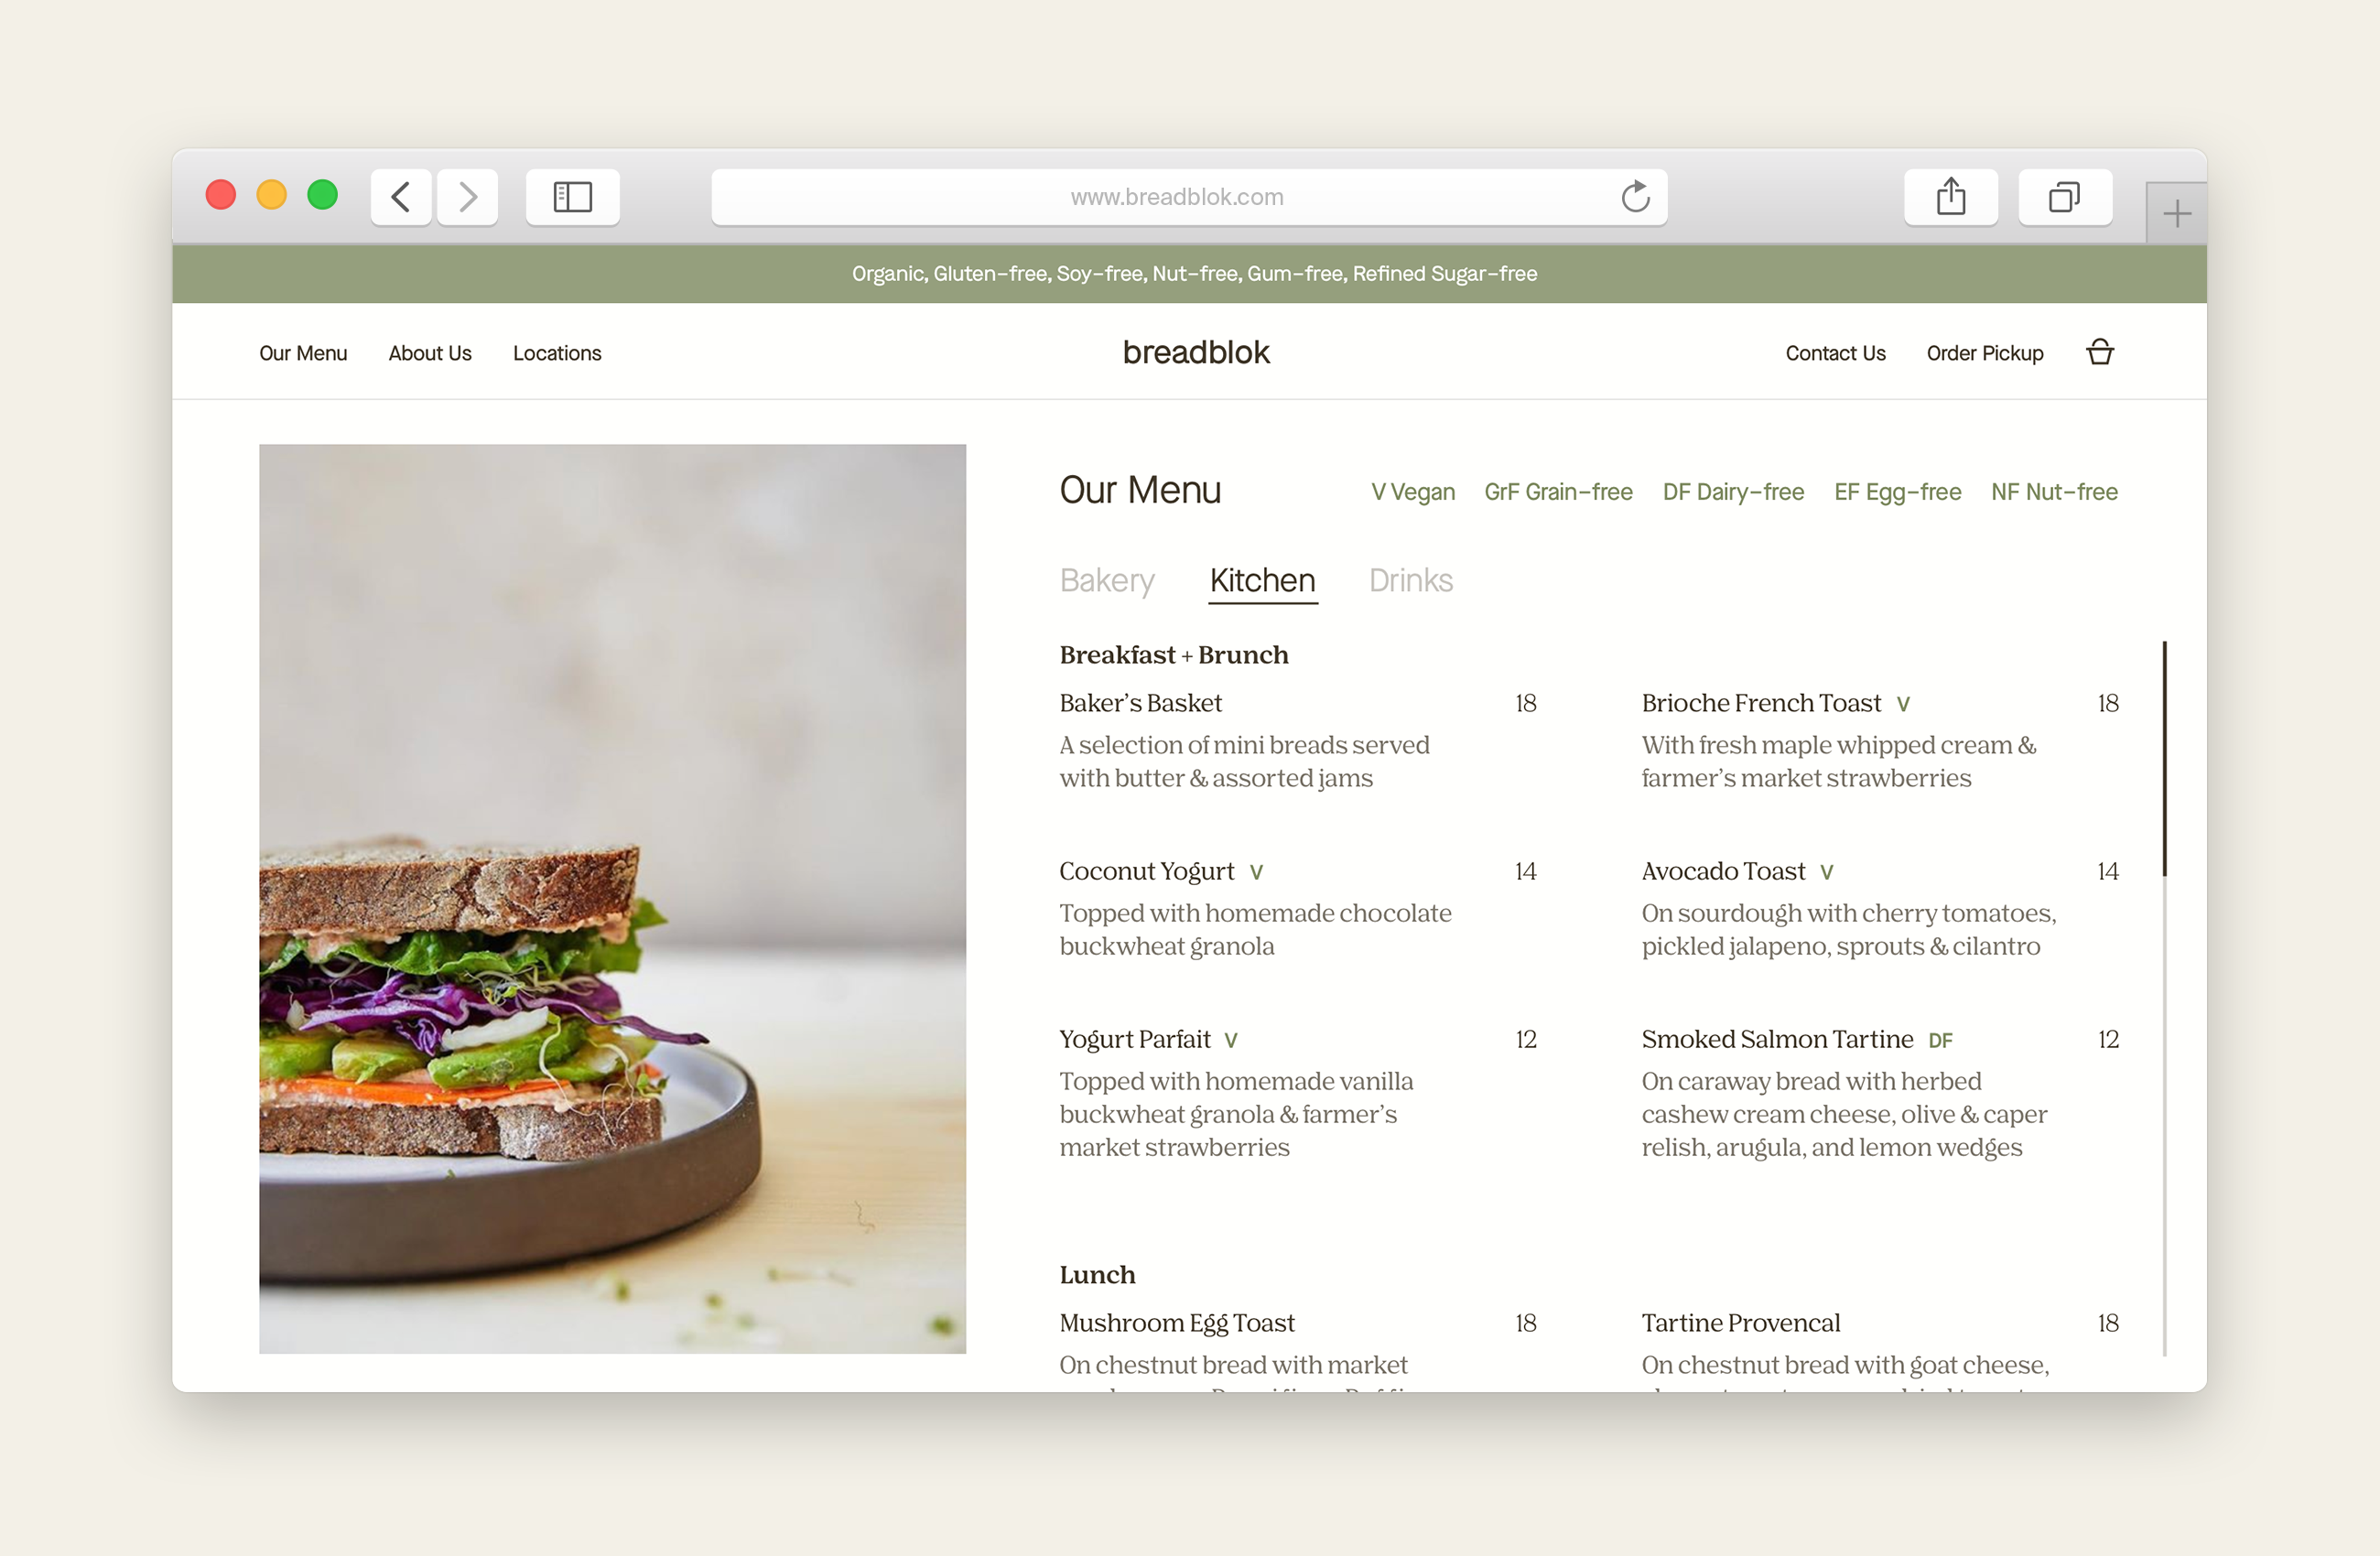 www.breadblok.com
Organic, Gluten-free, Soy-free, Nut-free, Gum-free, Refined Sugar-free
Our Menu About Us Locations breadblok Contact Us Order Pickup
Our Menu V Vegan GrF Grain-free DF Dairy-free EF Egg-free NF Nut-free
Bakery Kitchen Drinks
Breakfast + Brunch
Baker's Basket 18
A selection of mini breads served
with butter & assorted jams
Brioche French Toast V 18
With fresh maple whipped cream &
farmer's market strawberries
Coconut Yogurt V 14
Topped with homemade chocolate
buckwheat granola
Avocado Toast V 14
On sourdough with cherry tomatoes,
pickled jalapeno, sprouts & cilantro
Yogurt Parfait V 12
Topped with homemade vanilla
buckwheat granola & farmer's
market strawberries
Smoked Salmon Tartine DF 12
On caraway bread with herbed
cashew cream cheese, olive & caper
relish, arugula, and lemon wedges
Lunch
Mushroom Egg Toast 18
On chestnut bread with market
Tartine Provencal 18
On chestnut bread with goat cheese,